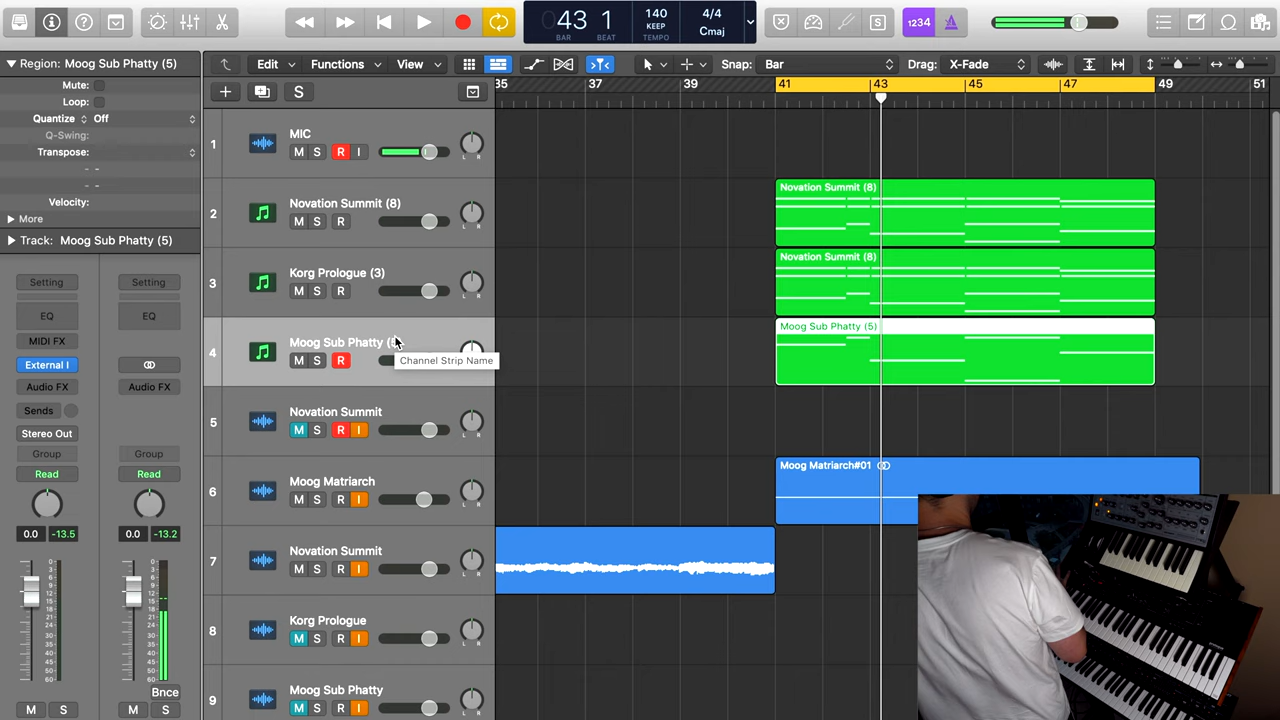 43 1
BAR BEAT
140
KEEP
TEMPO
4/4
Cmaj
1234
Region: Moog Sub Phatty (5)
Mute:
Loop:
Quantize Off
Q-Swing:
Transpose:
Velocity:
More
Track: Moog Sub Phatty (5)
Edit Functions View Snap: Bar Drag: X-Fade
S
35 37 39 41 43 45 47 49 51
1 MIC
M S R I
2 Novation Summit (8)
M S R
L R
3 Korg Prologue (3)
M S R
L R
4 Moog Sub Phatty (
M S R
Channel Strip Name
5 Novation Summit
M S R I
L R
6 Moog Matriarch
M S R I
L R
7 Novation Summit
M S R I
L R
8 Korg Prologue
M S R I
L R
9 Moog Sub Phatty
M S R I
L R
Novation Summit (8)
Novation Summit (8)
Moog Sub Phatty (5)
Moog Matriarch#01
Setting Setting
EQ EQ
MIDI FX
External I
Audio FX Audio FX
Sends
Stereo Out
Group Group
Read Read
0.0 -13.5 0.0 -13.2
Bnce
M S M S